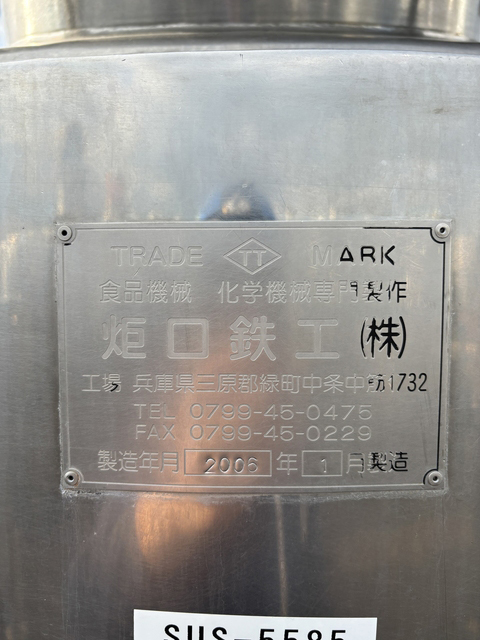 TRADE TT MARK
食品機械 化学機械専門製作
炬口鉄工(株)
工場 兵庫県三原郡緑町中条中筋1732
TEL 0799-45-0475
FAX 0799-45-0229
製造年月 2006 年 1 月製造
SUS-5585